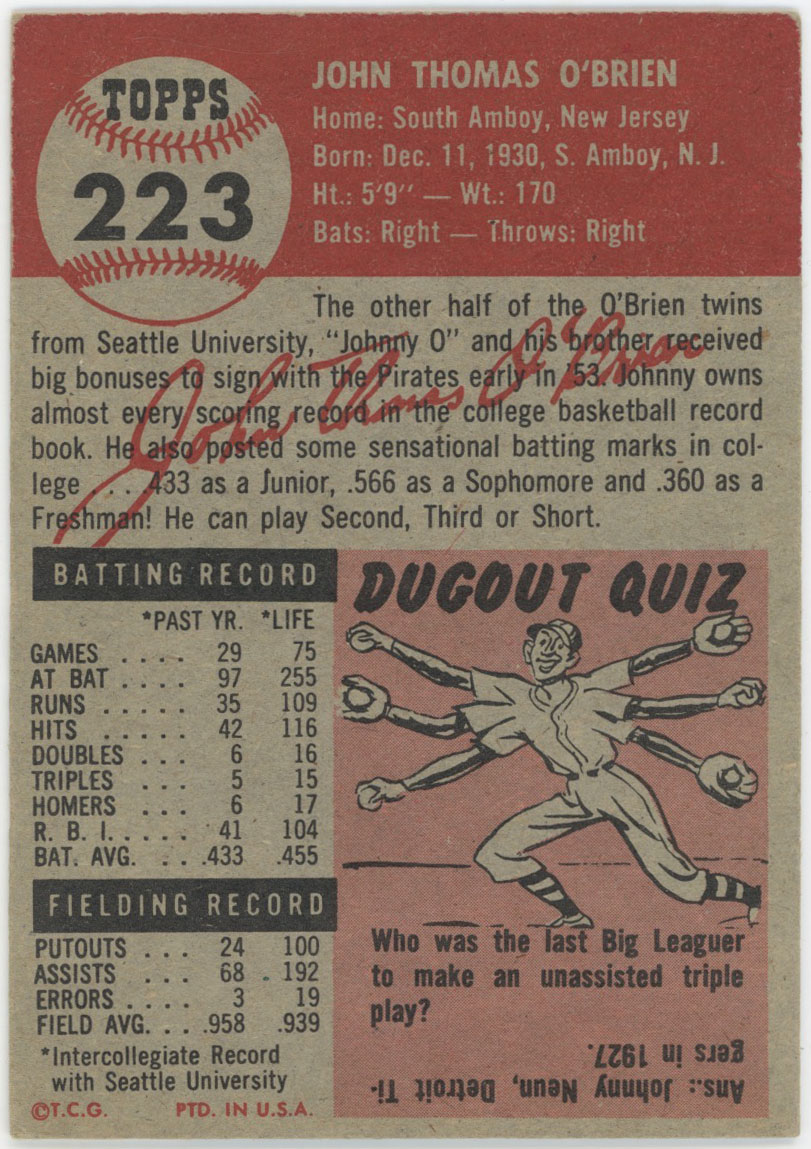 TOPPS
223
JOHN THOMAS O'BRIEN
Home: South Amboy, New Jersey
Born: Dec. 11, 1930, S. Amboy, N. J.
Ht.: 5'9" — Wt.: 170
Bats: Right — Throws: Right
The other half of the O'Brien twins
from Seattle University, "Johnny O" and his brother received
big bonuses to sign with the Pirates early in '53. Johnny owns
almost every scoring record in the college basketball record
book. He also posted some sensational batting marks in col-
lege . . . .433 as a Junior, .566 as a Sophomore and .360 as a
Freshman! He can play Second, Third or Short.
John Thomas O'Brien
BATTING RECORD
*PAST YR. *LIFE
GAMES . . . . 29 75
AT BAT . . . . 97 255
RUNS . . . . . 35 109
HITS . . . . . 42 116
DOUBLES . . . 6 16
TRIPLES . . . 5 15
HOMERS . . . 6 17
R. B. I. . . . . 41 104
BAT. AVG. . . . .433 .455
FIELDING RECORD
PUTOUTS . . . 24 100
ASSISTS . . . 68 192
ERRORS . . . . 3 19
FIELD AVG. . . .958 .939
*Intercollegiate Record
with Seattle University
©T.C.G. PTD. IN U.S.A.
DUGOUT QUIZ
Who was the last Big Leaguer
to make an unassisted triple
play?
Ans.: Johnny Neun, Detroit Ti-
gers in 1927.